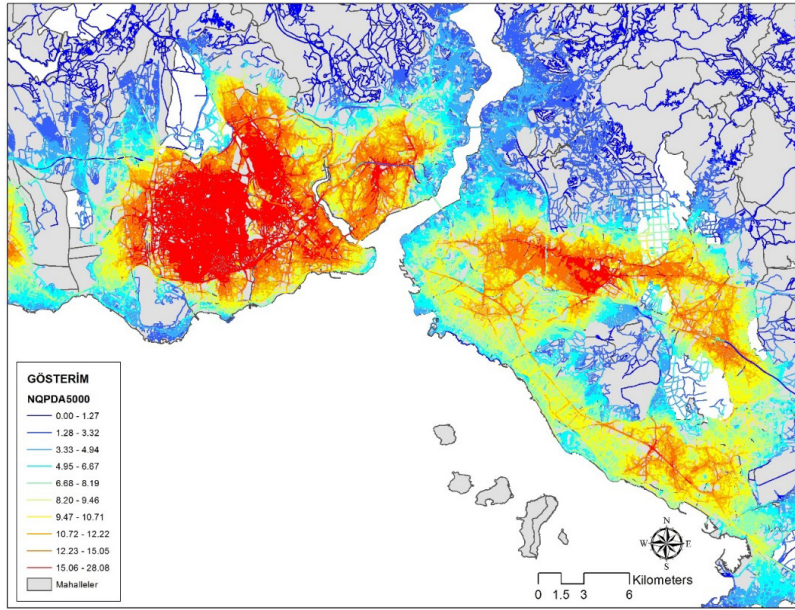 GÖSTERİM
NQPDA5000
0.00 - 1.27
1.28 - 3.32
3.33 - 4.94
4.95 - 6.67
6.68 - 8.19
8.20 - 9.46
9.47 - 10.71
10.72 - 12.22
12.23 - 15.05
15.06 - 28.08
Mahalleler
N
W E
S
Kilometers
0 1.5 3 6